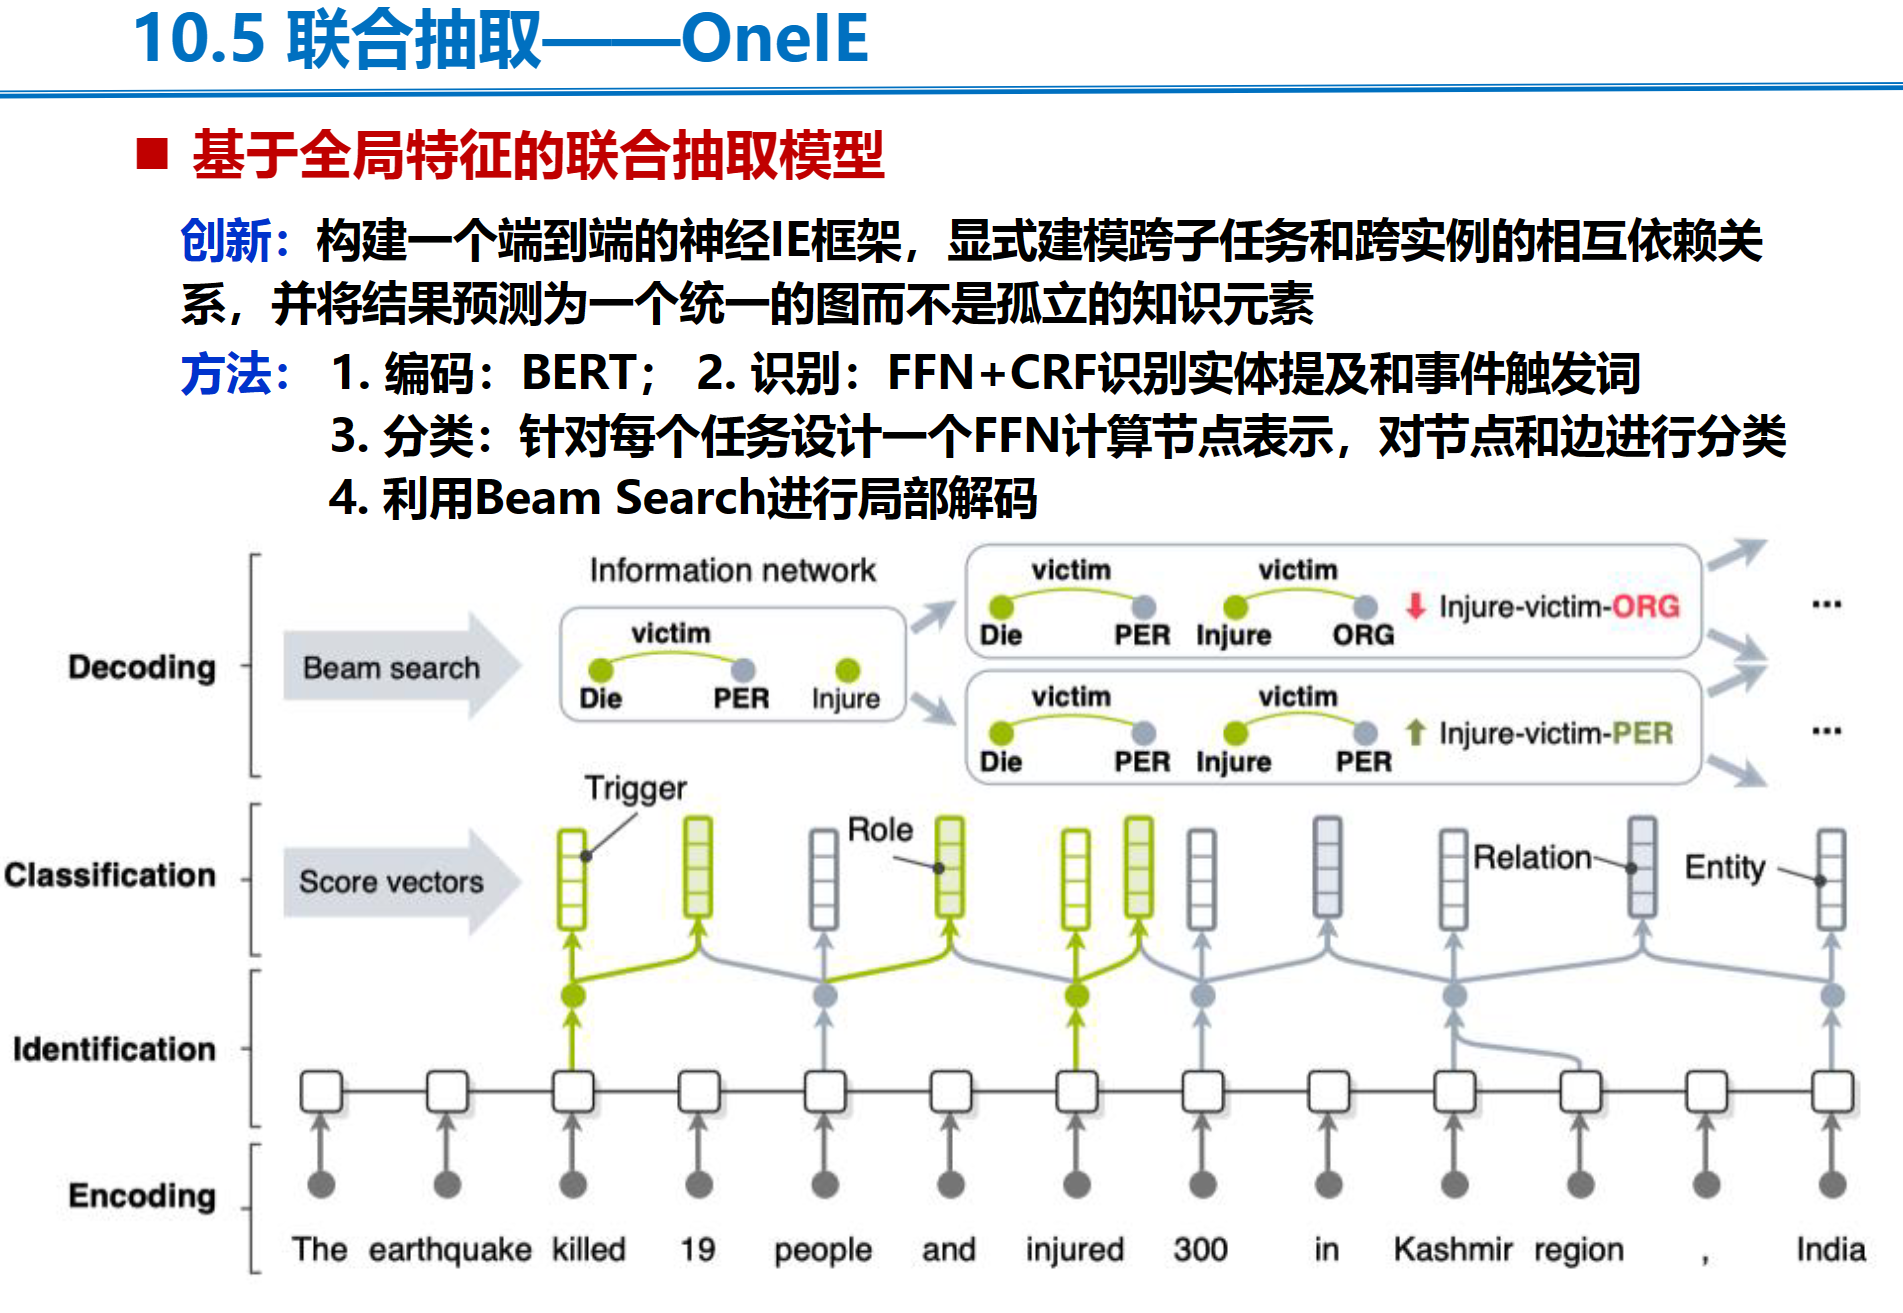 10.5 联合抽取——OneIE
基于全局特征的联合抽取模型
创新：构建一个端到端的神经IE框架，显式建模跨子任务和跨实例的相互依赖关
系，并将结果预测为一个统一的图而不是孤立的知识元素
方法： 1. 编码：BERT； 2. 识别：FFN+CRF识别实体提及和事件触发词
3. 分类：针对每个任务设计一个FFN计算节点表示，对节点和边进行分类
4. 利用Beam Search进行局部解码
Decoding
Beam search
Information network
victim
Die PER Injure
victim victim
Die PER Injure ORG
Injure-victim-ORG
...
victim victim
Die PER Injure PER
Injure-victim-PER
...
Classification
Score vectors
Trigger
Role
Relation
Entity
Identification
Encoding
The earthquake killed 19 people and injured 300 in Kashmir region , India